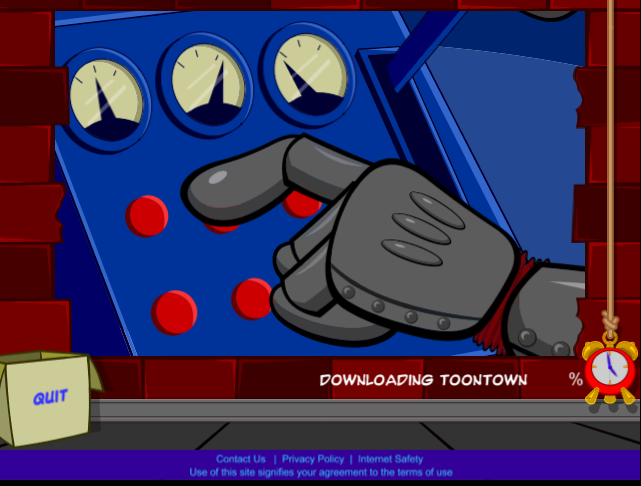 DOWNLOADING TOONTOWN %
QUIT
Contact Us | Privacy Policy | Internet Safety
Use of this site signifies your agreement to the terms of use